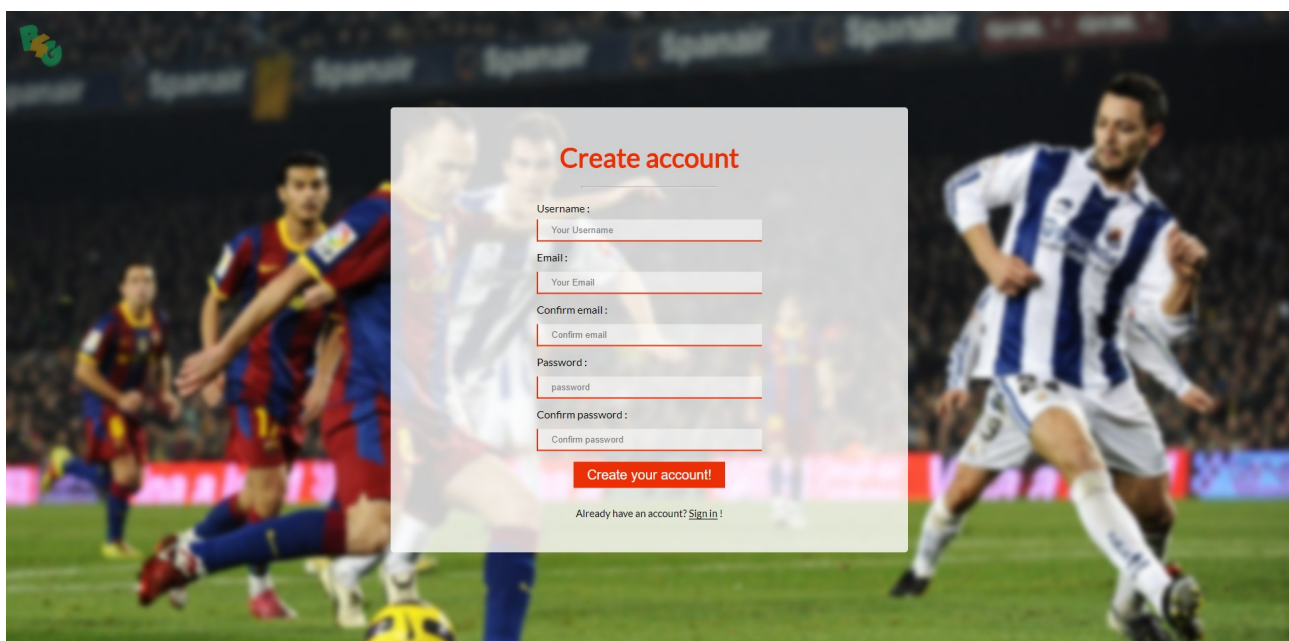 Spanair
Spanair
Spanair
Spanair
Spanair
Create account
Username :
Your Username
Email :
Your Email
Confirm email :
Confirm email
Password :
password
Confirm password :
Confirm password
Create your account!
Already have an account? Sign in !